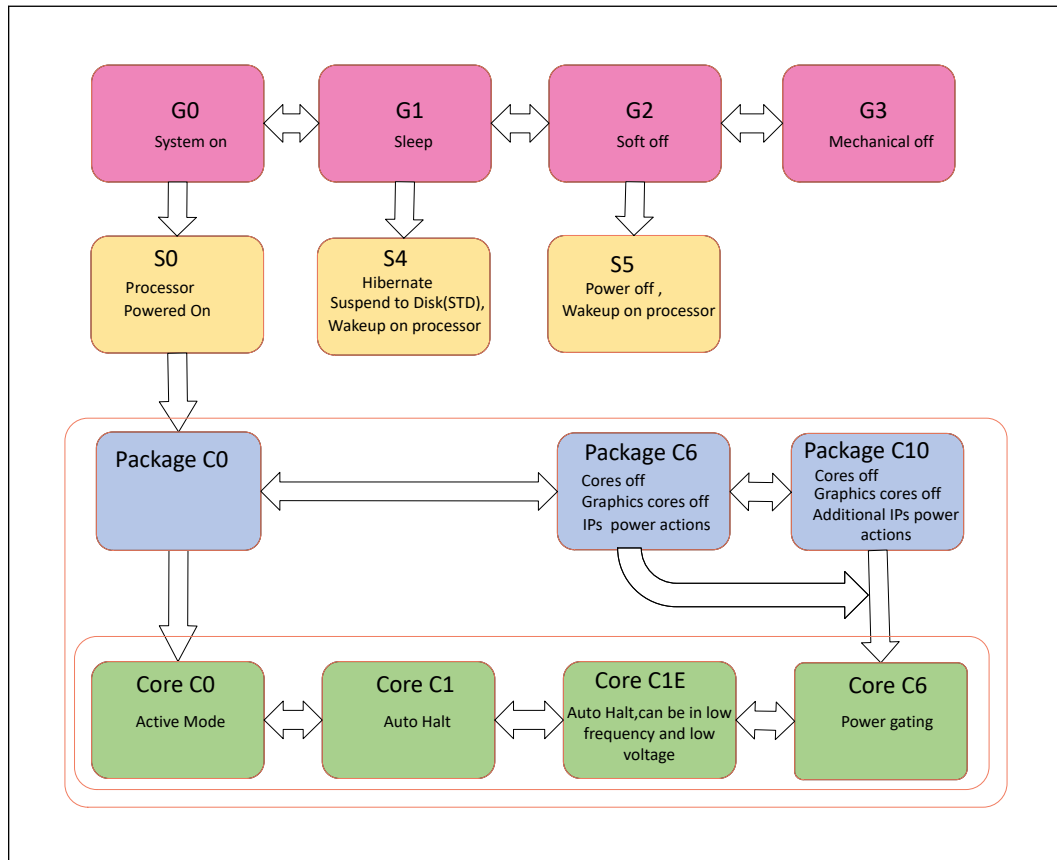 G0
System on
G1
Sleep
G2
Soft off
G3
Mechanical off
S0
Processor
Powered On
S4
Hibernate
Suspend to Disk(STD),
Wakeup on processor
S5
Power off ,
Wakeup on processor
Package C0
Package C6
Cores off
Graphics cores off
IPs power actions
Package C10
Cores off
Graphics cores off
Additional IPs power
actions
Core C0
Active Mode
Core C1
Auto Halt
Core C1E
Auto Halt,can be in low
frequency and low
voltage
Core C6
Power gating